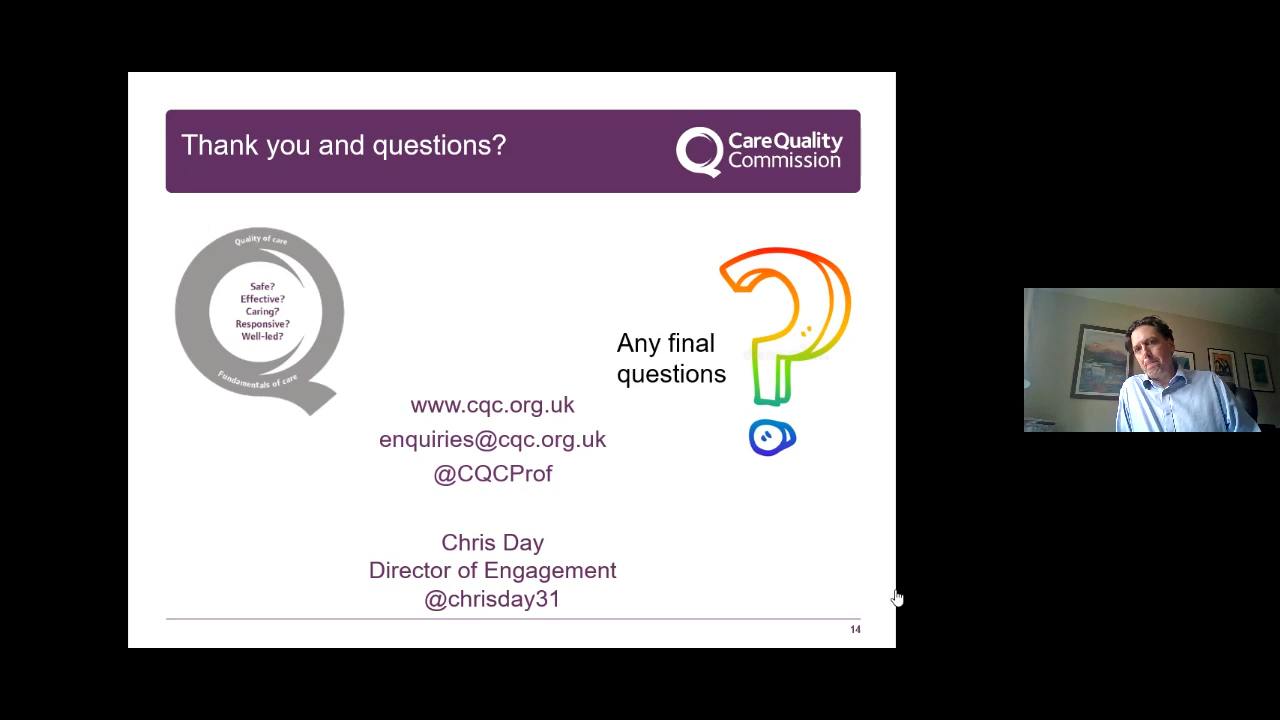 Thank you and questions?
CareQuality
Commission
Quality of care
Safe?
Effective?
Caring?
Responsive?
Well-led?
Fundamentals of care
Any final
questions
www.cqc.org.uk
enquiries@cqc.org.uk
@CQCProf
Chris Day
Director of Engagement
@chrisday31
14